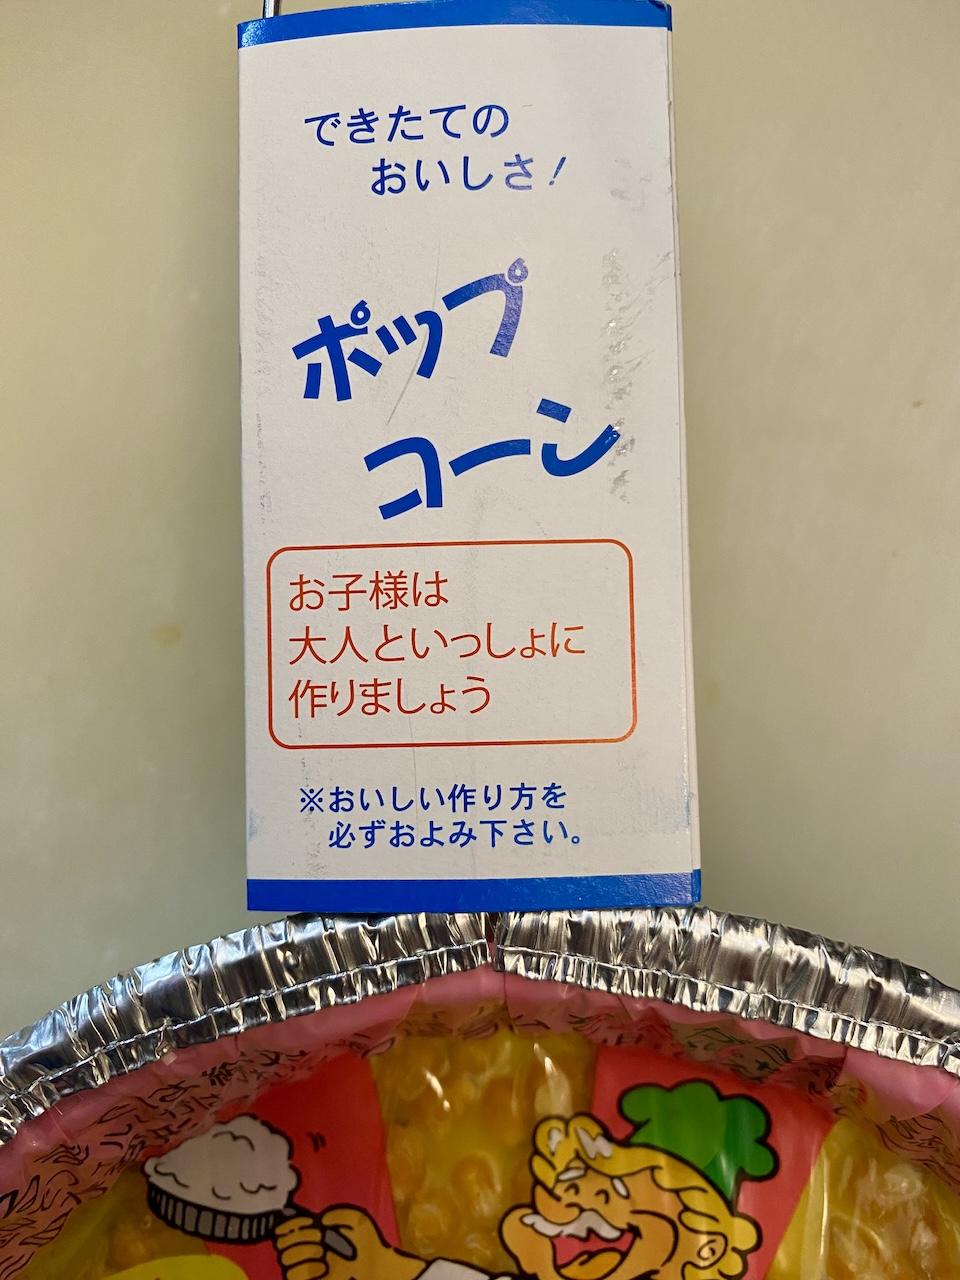 できたての
おいしさ!
ポップ
コーン
お子様は
大人といっしょに
作りましょう
※おいしい作り方を
必ずおよみ下さい。